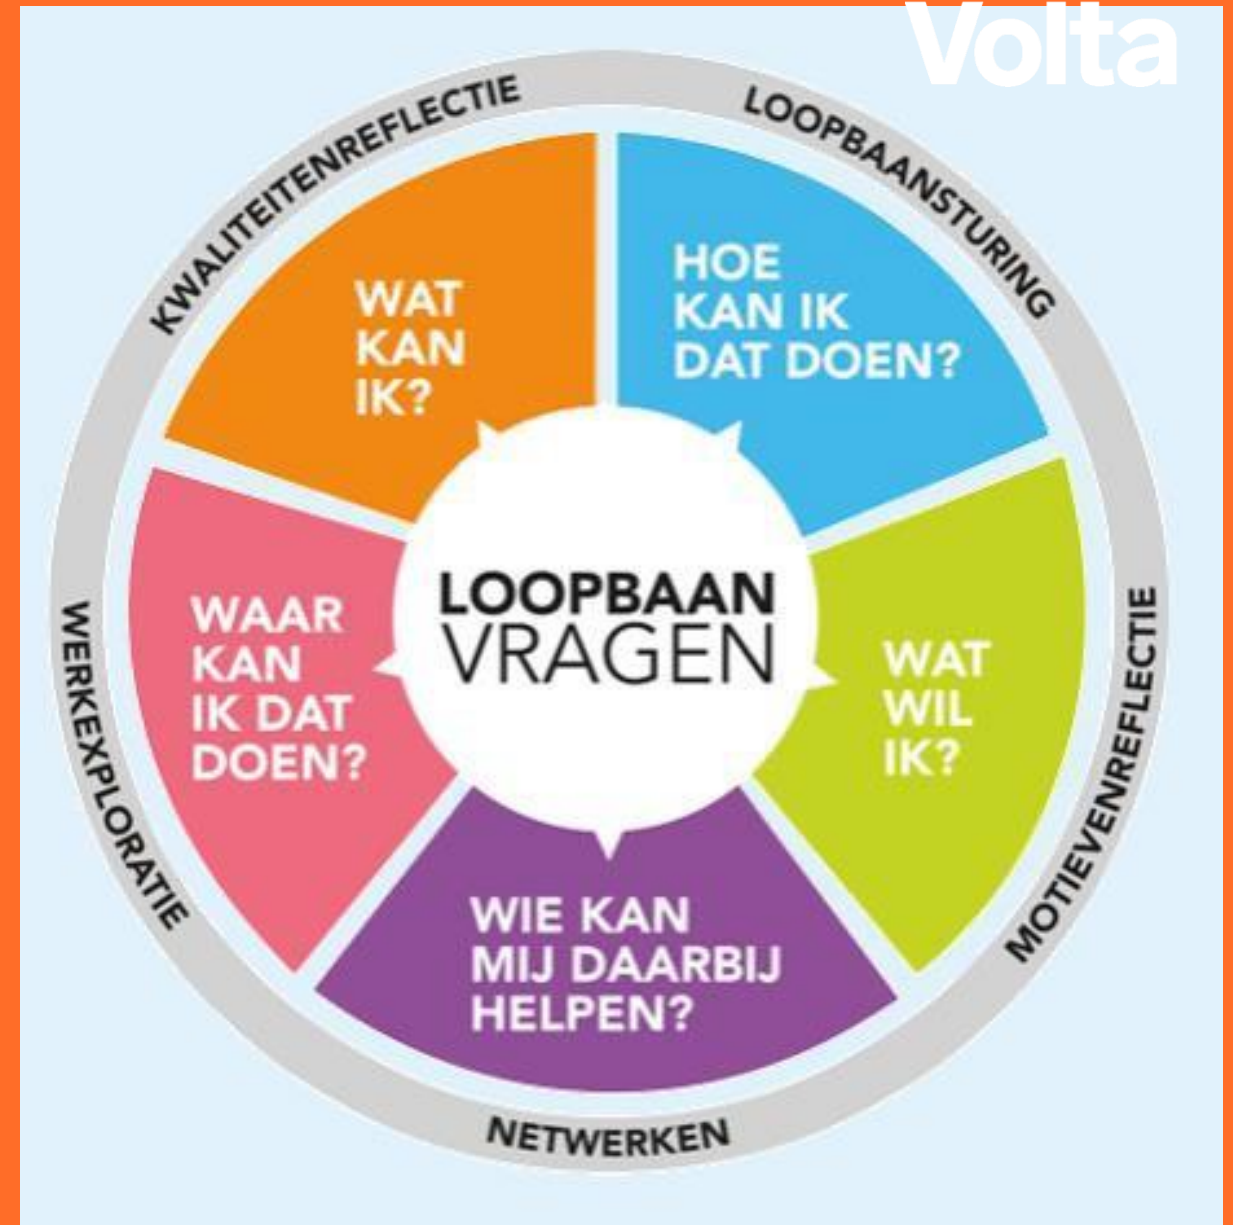 Volta
KWALITEITENREFLECTIE
LOOPBAANSTURING
WAT
KAN
IK?
HOE
KAN IK
DAT DOEN?
LOOPBAAN
VRAGEN
WAAR
KAN
IK DAT
DOEN?
WAT
WIL
IK?
WERKEXPLORATIE
MOTIEVENREFLECTIE
WIE KAN
MIJ DAARBIJ
HELPEN?
NETWERKEN